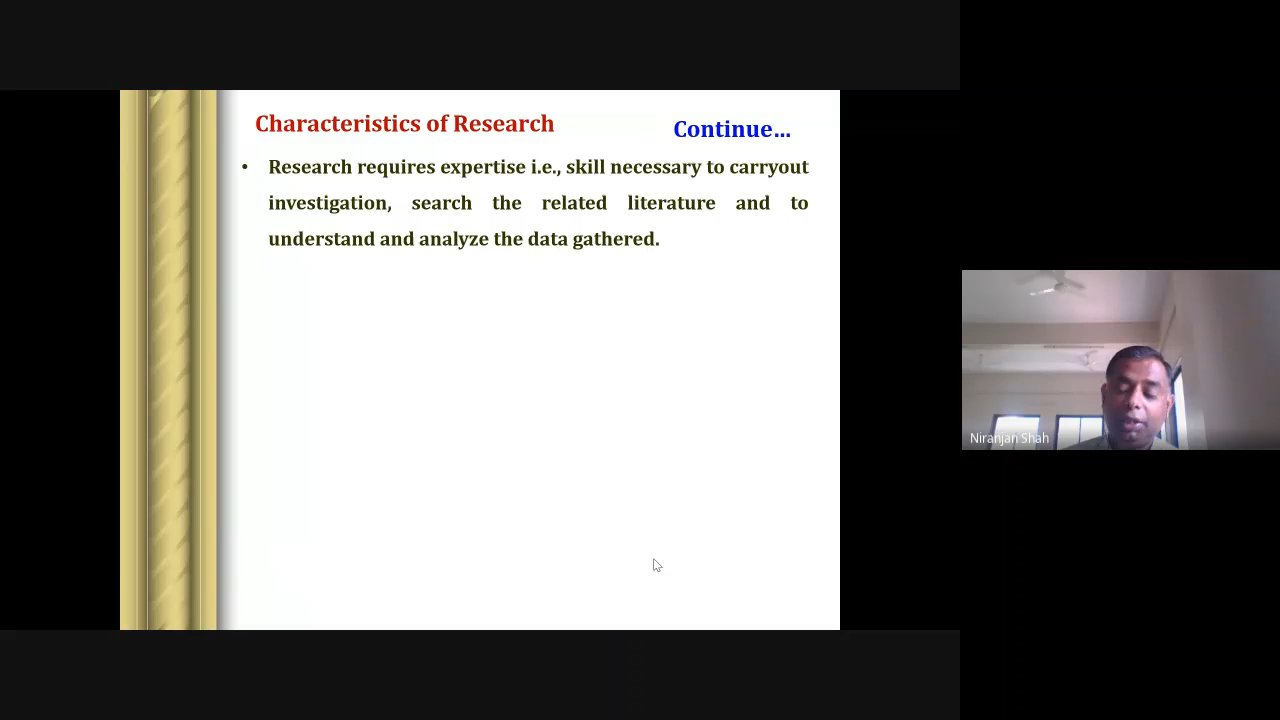 Characteristics of Research
Continue...
• Research requires expertise i.e., skill necessary to carryout
investigation, search the related literature and to
understand and analyze the data gathered.
Niranjan Shah